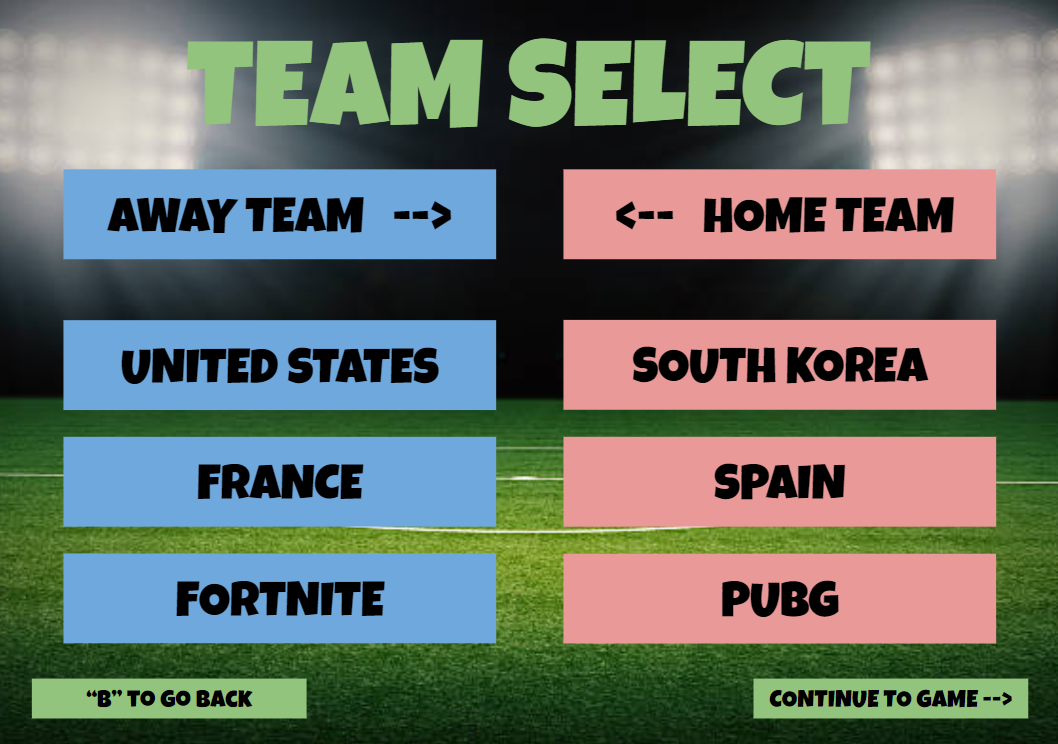 TEAM SELECT
AWAY TEAM -->
<-- HOME TEAM
UNITED STATES
SOUTH KOREA
FRANCE
SPAIN
FORTNITE
PUBG
“B” TO GO BACK
CONTINUE TO GAME -->